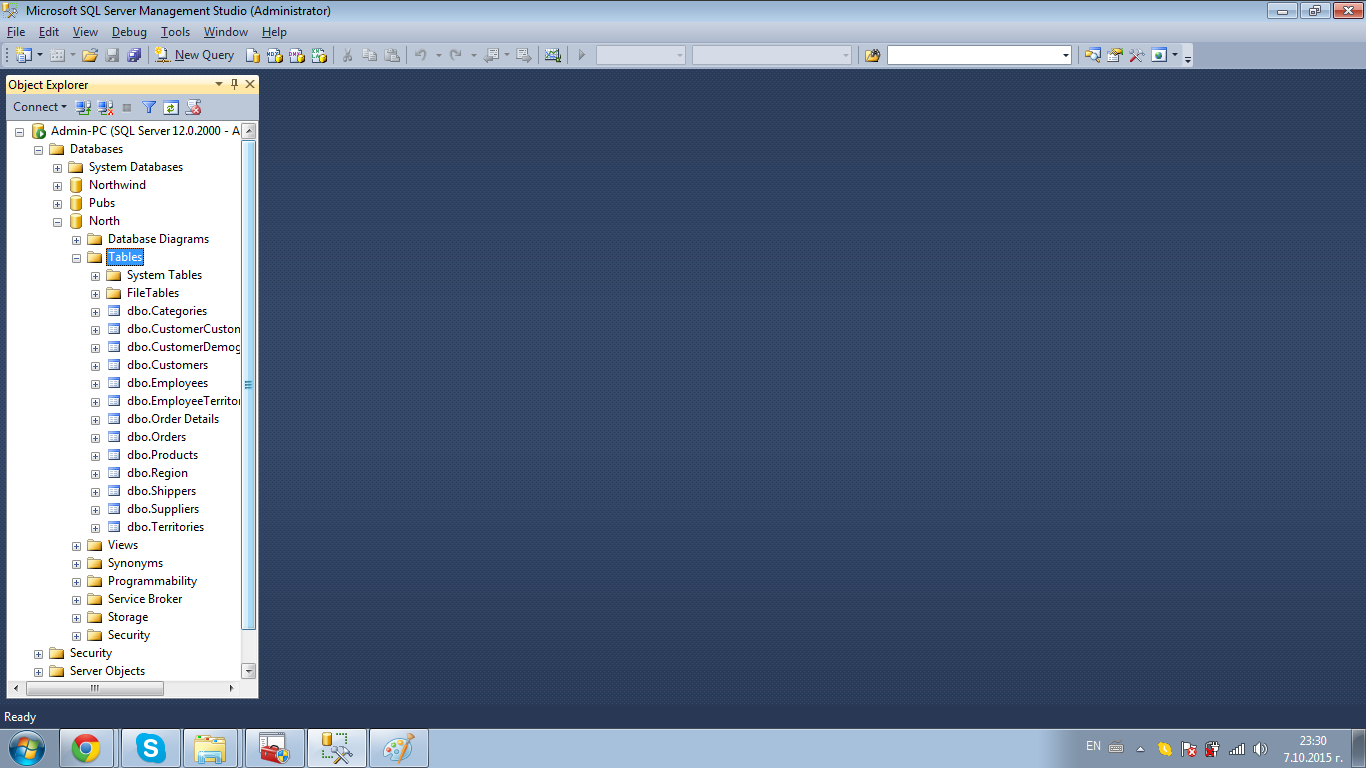 Microsoft SQL Server Management Studio (Administrator)
File Edit View Debug Tools Window Help
New Query
Object Explorer
Connect
Admin-PC (SQL Server 12.0.2000 - A
Databases
System Databases
Northwind
Pubs
North
Database Diagrams
Tables
System Tables
FileTables
dbo.Categories
dbo.CustomerCuston
dbo.CustomerDemog
dbo.Customers
dbo.Employees
dbo.EmployeeTerritor
dbo.Order Details
dbo.Orders
dbo.Products
dbo.Region
dbo.Shippers
dbo.Suppliers
dbo.Territories
Views
Synonyms
Programmability
Service Broker
Storage
Security
Security
Server Objects
Ready
EN
23:30
7.10.2015 г.